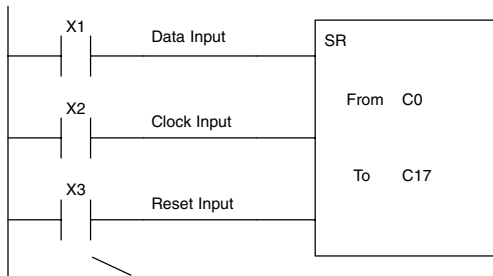 X1
Data Input
SR
From C0
X2
Clock Input
To C17
X3
Reset Input